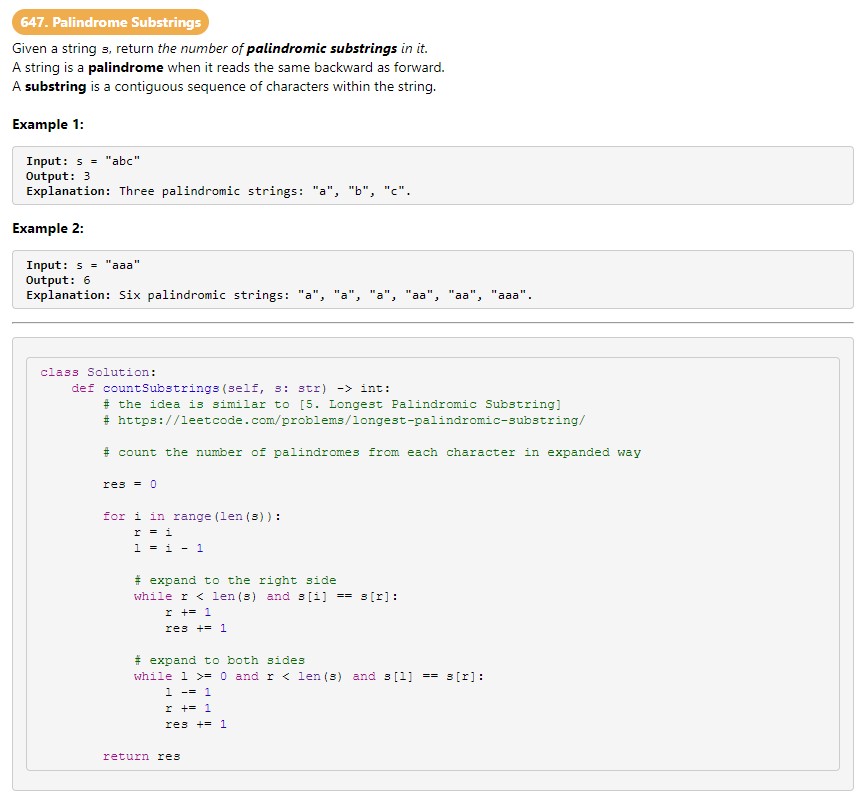 647. Palindrome Substrings
Given a string s, return the number of palindromic substrings in it.
A string is a palindrome when it reads the same backward as forward.
A substring is a contiguous sequence of characters within the string.
Example 1:
Input: s = "abc"
Output: 3
Explanation: Three palindromic strings: "a", "b", "c".
Example 2:
Input: s = "aaa"
Output: 6
Explanation: Six palindromic strings: "a", "a", "a", "aa", "aa", "aaa".
class Solution:
    def countSubstrings(self, s: str) -> int:
        # the idea is similar to [5. Longest Palindromic Substring]
        # https://leetcode.com/problems/longest-palindromic-substring/
        # count the number of palindromes from each character in expanded way
        res = 0
        for i in range(len(s)):
            r = i
            l = i - 1
            # expand to the right side
            while r < len(s) and s[i] == s[r]:
                r += 1
                res += 1
            # expand to both sides
            while l >= 0 and r < len(s) and s[l] == s[r]:
                l -= 1
                r += 1
                res += 1
        return res